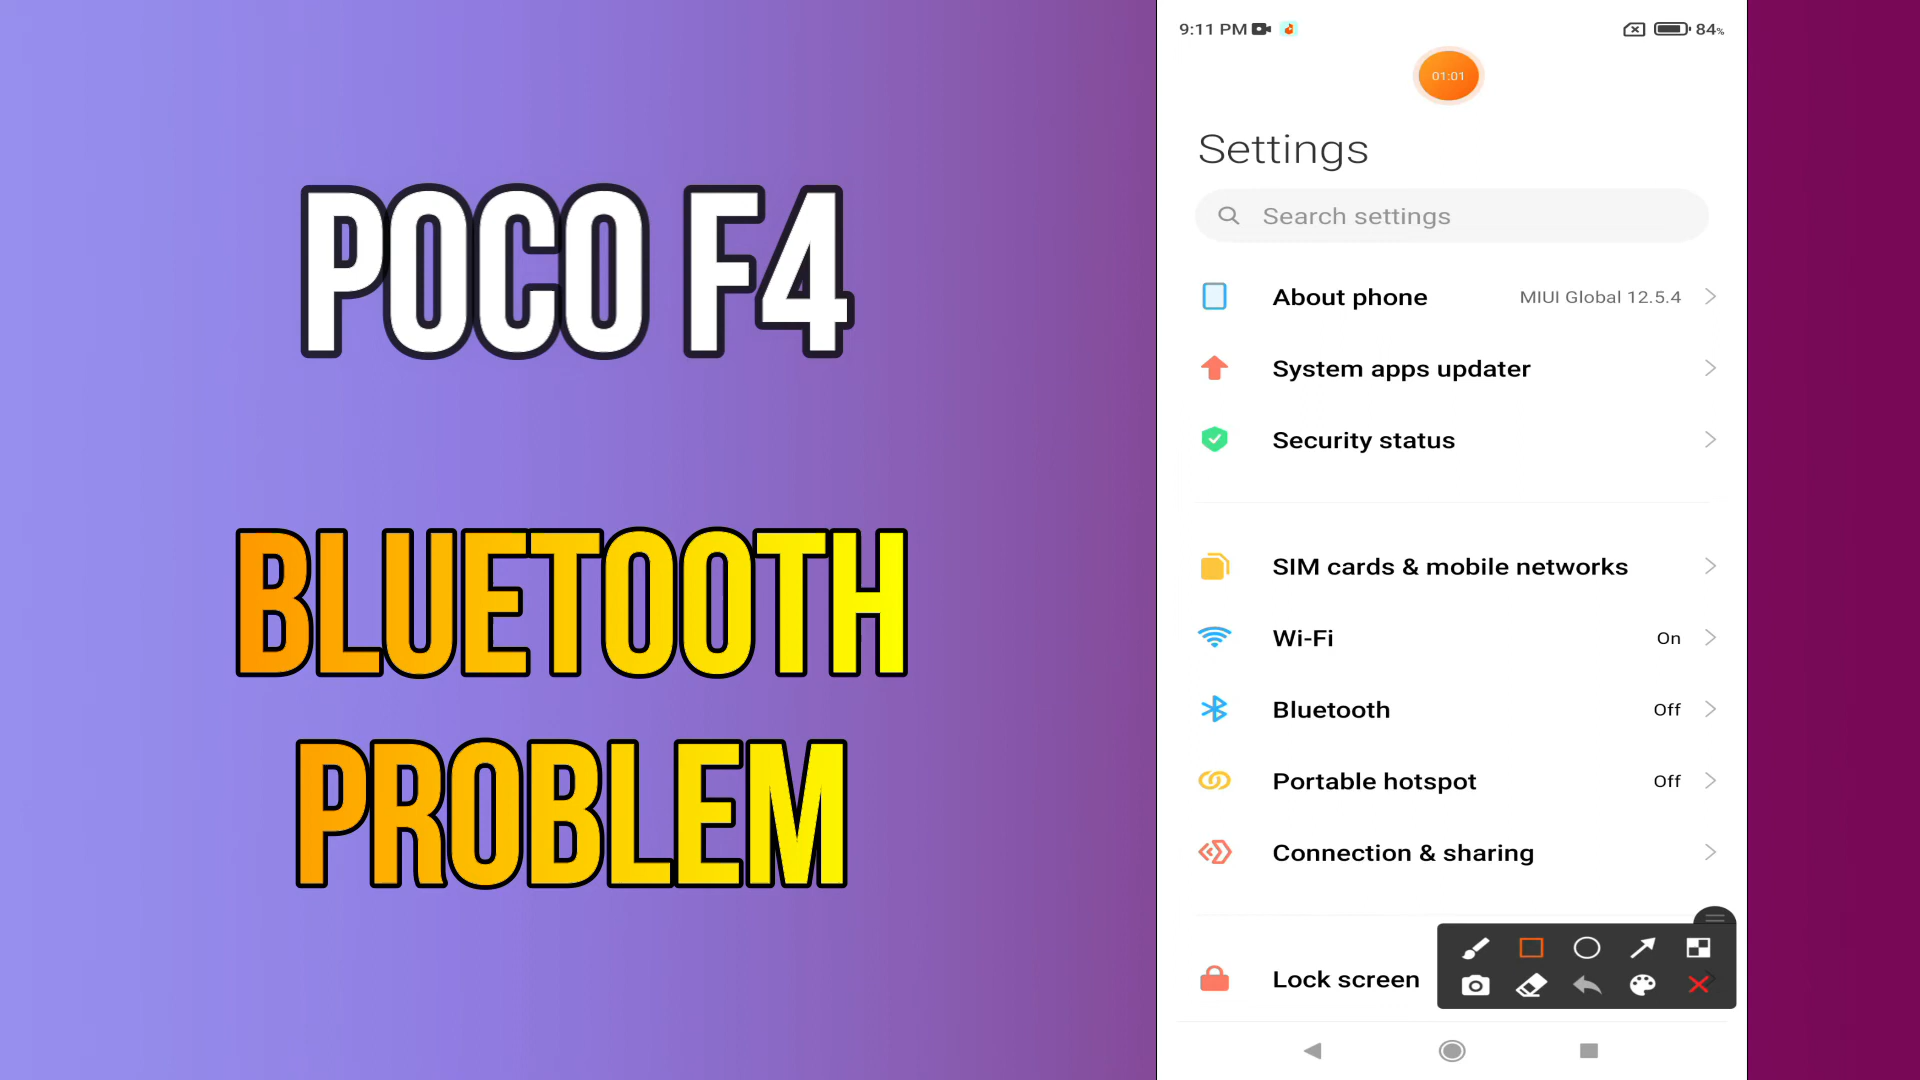 POCO F4
BLUETOOTH
PROBLEM
9:11 PM
84%
01:01
Settings
Search settings
About phone MIUI Global 12.5.4
System apps updater
Security status
SIM cards & mobile networks
Wi-Fi On
Bluetooth Off
Portable hotspot Off
Connection & sharing
Lock screen